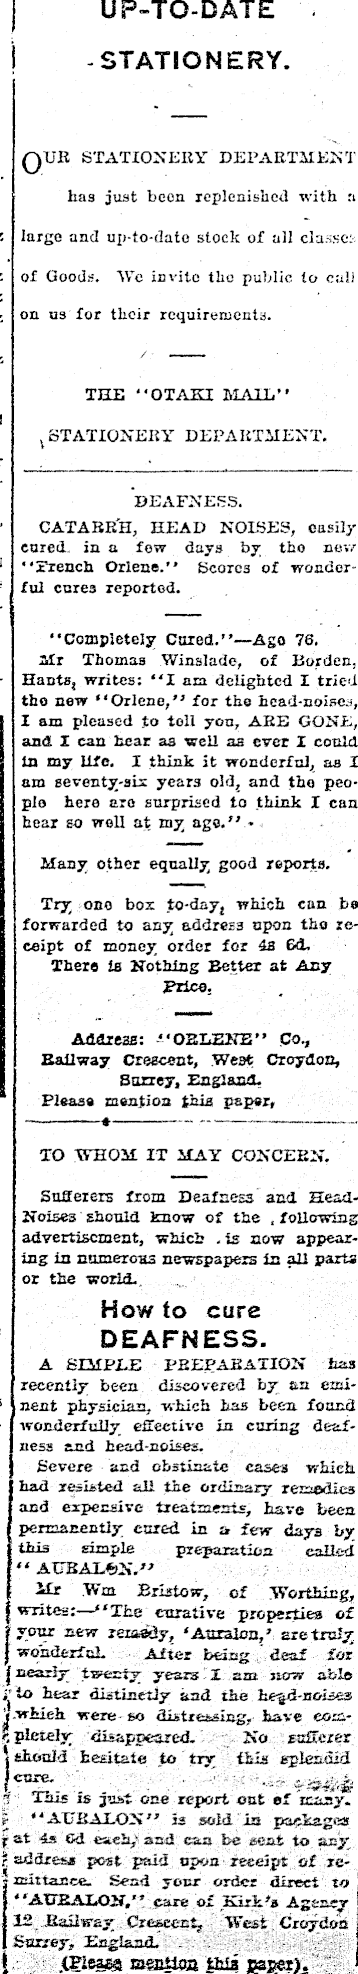 UP-TO-DATE
STATIONERY.
OUR STATIONERY DEPARTMENT
has just been replenished with a
large and up-to-date stock of all classes
of Goods. We invite the public to call
on us for their requirements.
THE "OTAKI MAIL"
STATIONERY DEPARTMENT.
DEAFNESS.
CATARRH, HEAD NOISES, easily
cured in a few days by the new
"French Orlene." Scores of wonder-
ful cures reported.
"Completely Cured."—Age 76.
Mr Thomas Winslade, of Borden,
Hants, writes: "I am delighted I tried
the new "Orlene," for the head-noises,
I am pleased to tell you, ARE GONE,
and I can hear as well as ever I could
in my life. I think it wonderful, as I
am seventy-six years old, and the peo-
ple here are surprised to think I can
hear so well at my age."
Many other equally good reports.
Try one box to-day, which can be
forwarded to any address upon the re-
ceipt of money order for 4s 6d.
There is Nothing Better at Any
Price.
Address: "ORLENE" Co.,
Railway Crescent, West Croydon,
Surrey, England.
Please mention this paper,
TO WHOM IT MAY CONCERN.
Sufferers from Deafness and Head-
Noises should know of the following
advertisment, which is now appear-
ing in numerous newspapers in all parts
or the world.
How to cure
DEAFNESS.
A SIMPLE PREPARATION has
recently been discovered by an emi-
nent physician, which has been found
wonderfully effective in curing deaf-
ness and head-noises.
Severe and obstinate cases which
had resisted all the ordinary remedies
and expensive treatments, have been
permanently cured in a few days by
this simple preparation called
"AURALON."
Mr Wm Bristow, of Worthing,
writes:—"The curative properties of
your new remedy, 'Auralon,' are truly
wonderful. After being deaf for
nearly twenty years I am now able
to hear distinctly and the head-noises
which were so distressing, have com-
pletely disappeared. No sufferer
should hesitate to try this splendid
cure.
This is just one report out of many.
"AURALON" is sold in packages
at 4s 6d each, and can be sent to any
address post paid upon receipt of re-
mittance. Send your order direct to
"AURALON," care of Kirk's Agency
12 Railway Crescent, West Croydon
Surrey, England.
(Please mention this paper).